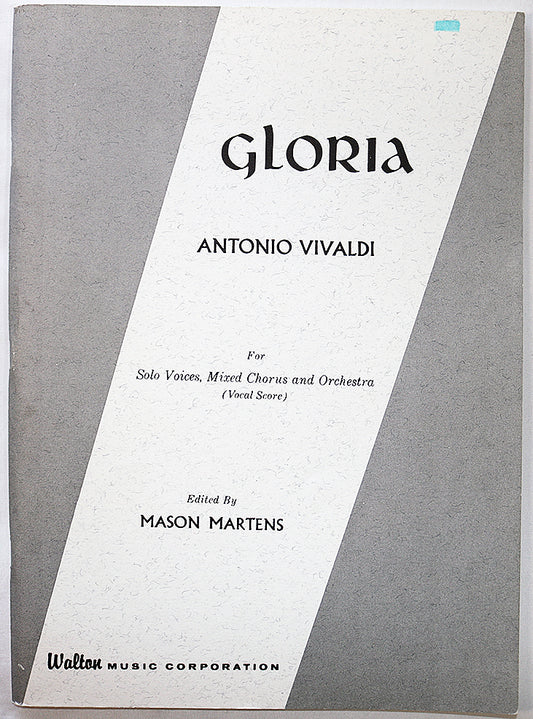 GLORIA
ANTONIO VIVALDI
For
Solo Voices, Mixed Chorus and Orchestra
(Vocal Score)
Edited By
MASON MARTENS
Walton MUSIC CORPORATION